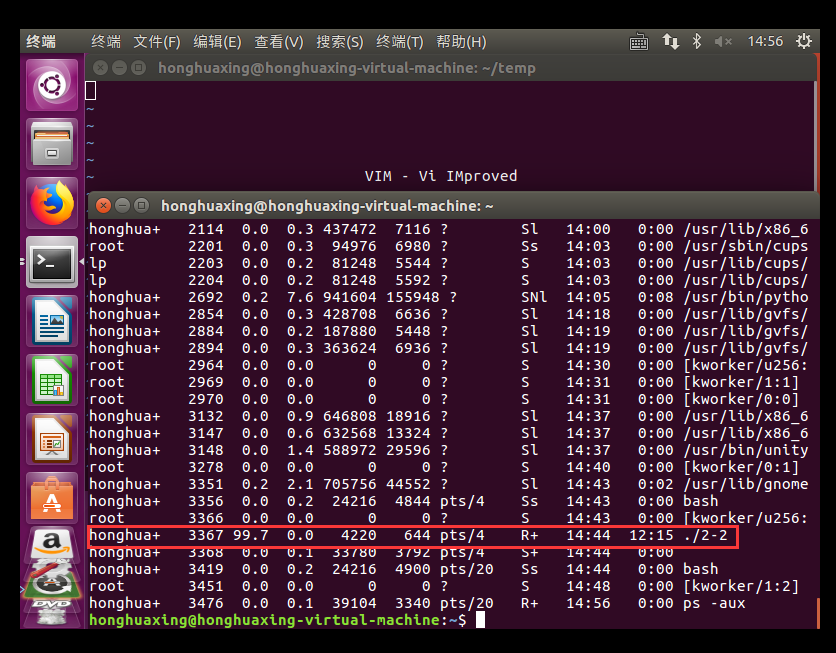 终端 终端 文件(F) 编辑(E) 查看(V) 搜索(S) 终端(T) 帮助(H) 14:56
honghuaxing@honghuaxing-virtual-machine: ~/temp
~
~
~
~
~
VIM - Vi IMproved
honghuaxing@honghuaxing-virtual-machine: ~
honghua+ 2114 0.0 0.3 437472 7116 ? Sl 14:00 0:00 /usr/lib/x86_6
root 2201 0.0 0.3 94976 6980 ? Ss 14:03 0:00 /usr/sbin/cups
lp 2203 0.0 0.2 81248 5544 ? S 14:03 0:00 /usr/lib/cups/
lp 2204 0.0 0.2 81248 5592 ? S 14:03 0:00 /usr/lib/cups/
honghua+ 2692 0.2 7.6 941604 155948 ? SNl 14:05 0:08 /usr/bin/pytho
honghua+ 2854 0.0 0.3 428708 6636 ? Sl 14:18 0:00 /usr/lib/gvfs/
honghua+ 2884 0.0 0.2 187880 5448 ? Sl 14:19 0:00 /usr/lib/gvfs/
honghua+ 2894 0.0 0.3 363624 6936 ? Sl 14:19 0:00 /usr/lib/gvfs/
root 2964 0.0 0.0 0 0 ? S 14:30 0:00 [kworker/u256:
root 2969 0.0 0.0 0 0 ? S 14:31 0:00 [kworker/1:1]
root 2970 0.0 0.0 0 0 ? S 14:31 0:00 [kworker/0:0]
honghua+ 3132 0.0 0.9 646808 18916 ? Sl 14:37 0:00 /usr/lib/x86_6
honghua+ 3147 0.0 0.6 632568 13324 ? Sl 14:37 0:00 /usr/lib/x86_6
honghua+ 3148 0.0 1.4 588972 29596 ? Sl 14:37 0:00 /usr/bin/unity
root 3278 0.0 0.0 0 0 ? S 14:40 0:00 [kworker/0:1]
honghua+ 3351 0.2 2.1 705756 44552 ? Sl 14:43 0:02 /usr/lib/gnome
honghua+ 3356 0.0 0.2 24216 4844 pts/4 Ss 14:43 0:00 bash
root 3366 0.0 0.0 0 0 ? S 14:43 0:00 [kworker/u256:
honghua+ 3367 99.7 0.0 4220 644 pts/4 R+ 14:44 12:15 ./2-2
honghua+ 3368 0.0 0.1 33780 3792 pts/4 S+ 14:44 0:00
honghua+ 3419 0.0 0.2 24216 4900 pts/20 Ss 14:44 0:00 bash
root 3451 0.0 0.0 0 0 ? S 14:48 0:00 [kworker/1:2]
honghua+ 3476 0.0 0.1 39104 3340 pts/20 R+ 14:56 0:00 ps -aux
honghuaxing@honghuaxing-virtual-machine:~$